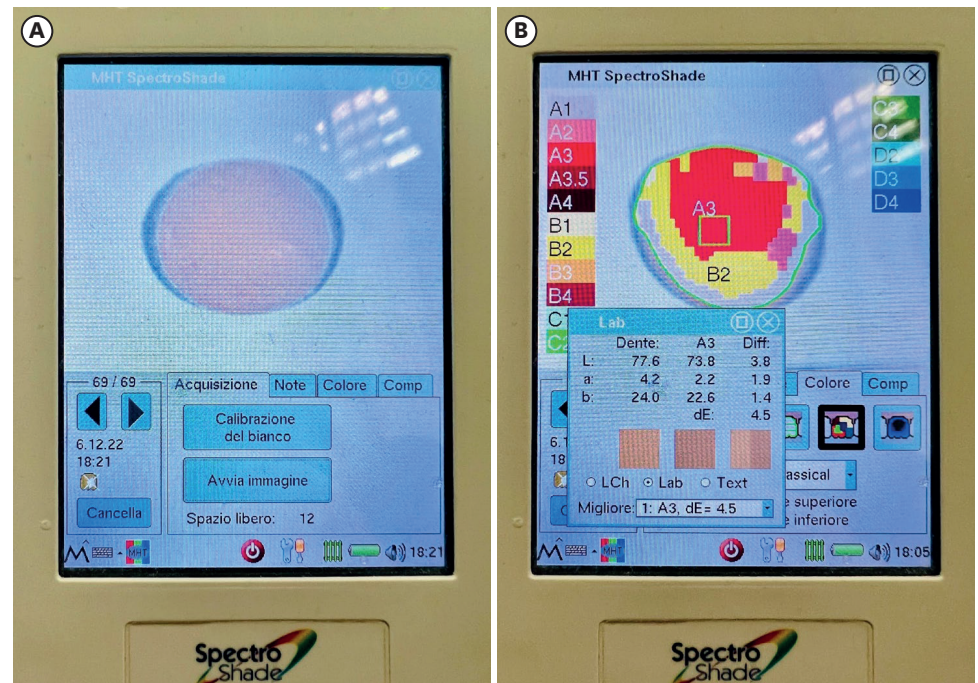 A
MHT SpectroShade
69 / 69
6.12.22
18:21
Cancella
Acquisizione
Note
Colore
Comp
Calibrazione
del bianco
Avvia immagine
Spazio libero: 12
MHT
18:21
Spectro
Shade
B
MHT SpectroShade
A1
A2
A3
A3.5
A4
B1
B2
B3
B4
C3
C4
D2
D3
D4
A3
B2
Lab
Dente: A3 Diff:
L: 77.6 73.8 3.8
a: 4.2 2.2 1.9
b: 24.0 22.6 1.4
dE: 4.5
LCh Lab Text
Migliore: 1: A3, dE= 4.5
Colore
Comp
assical
e superiore
e inferiore
MHT
18:05
Spectro
Shade